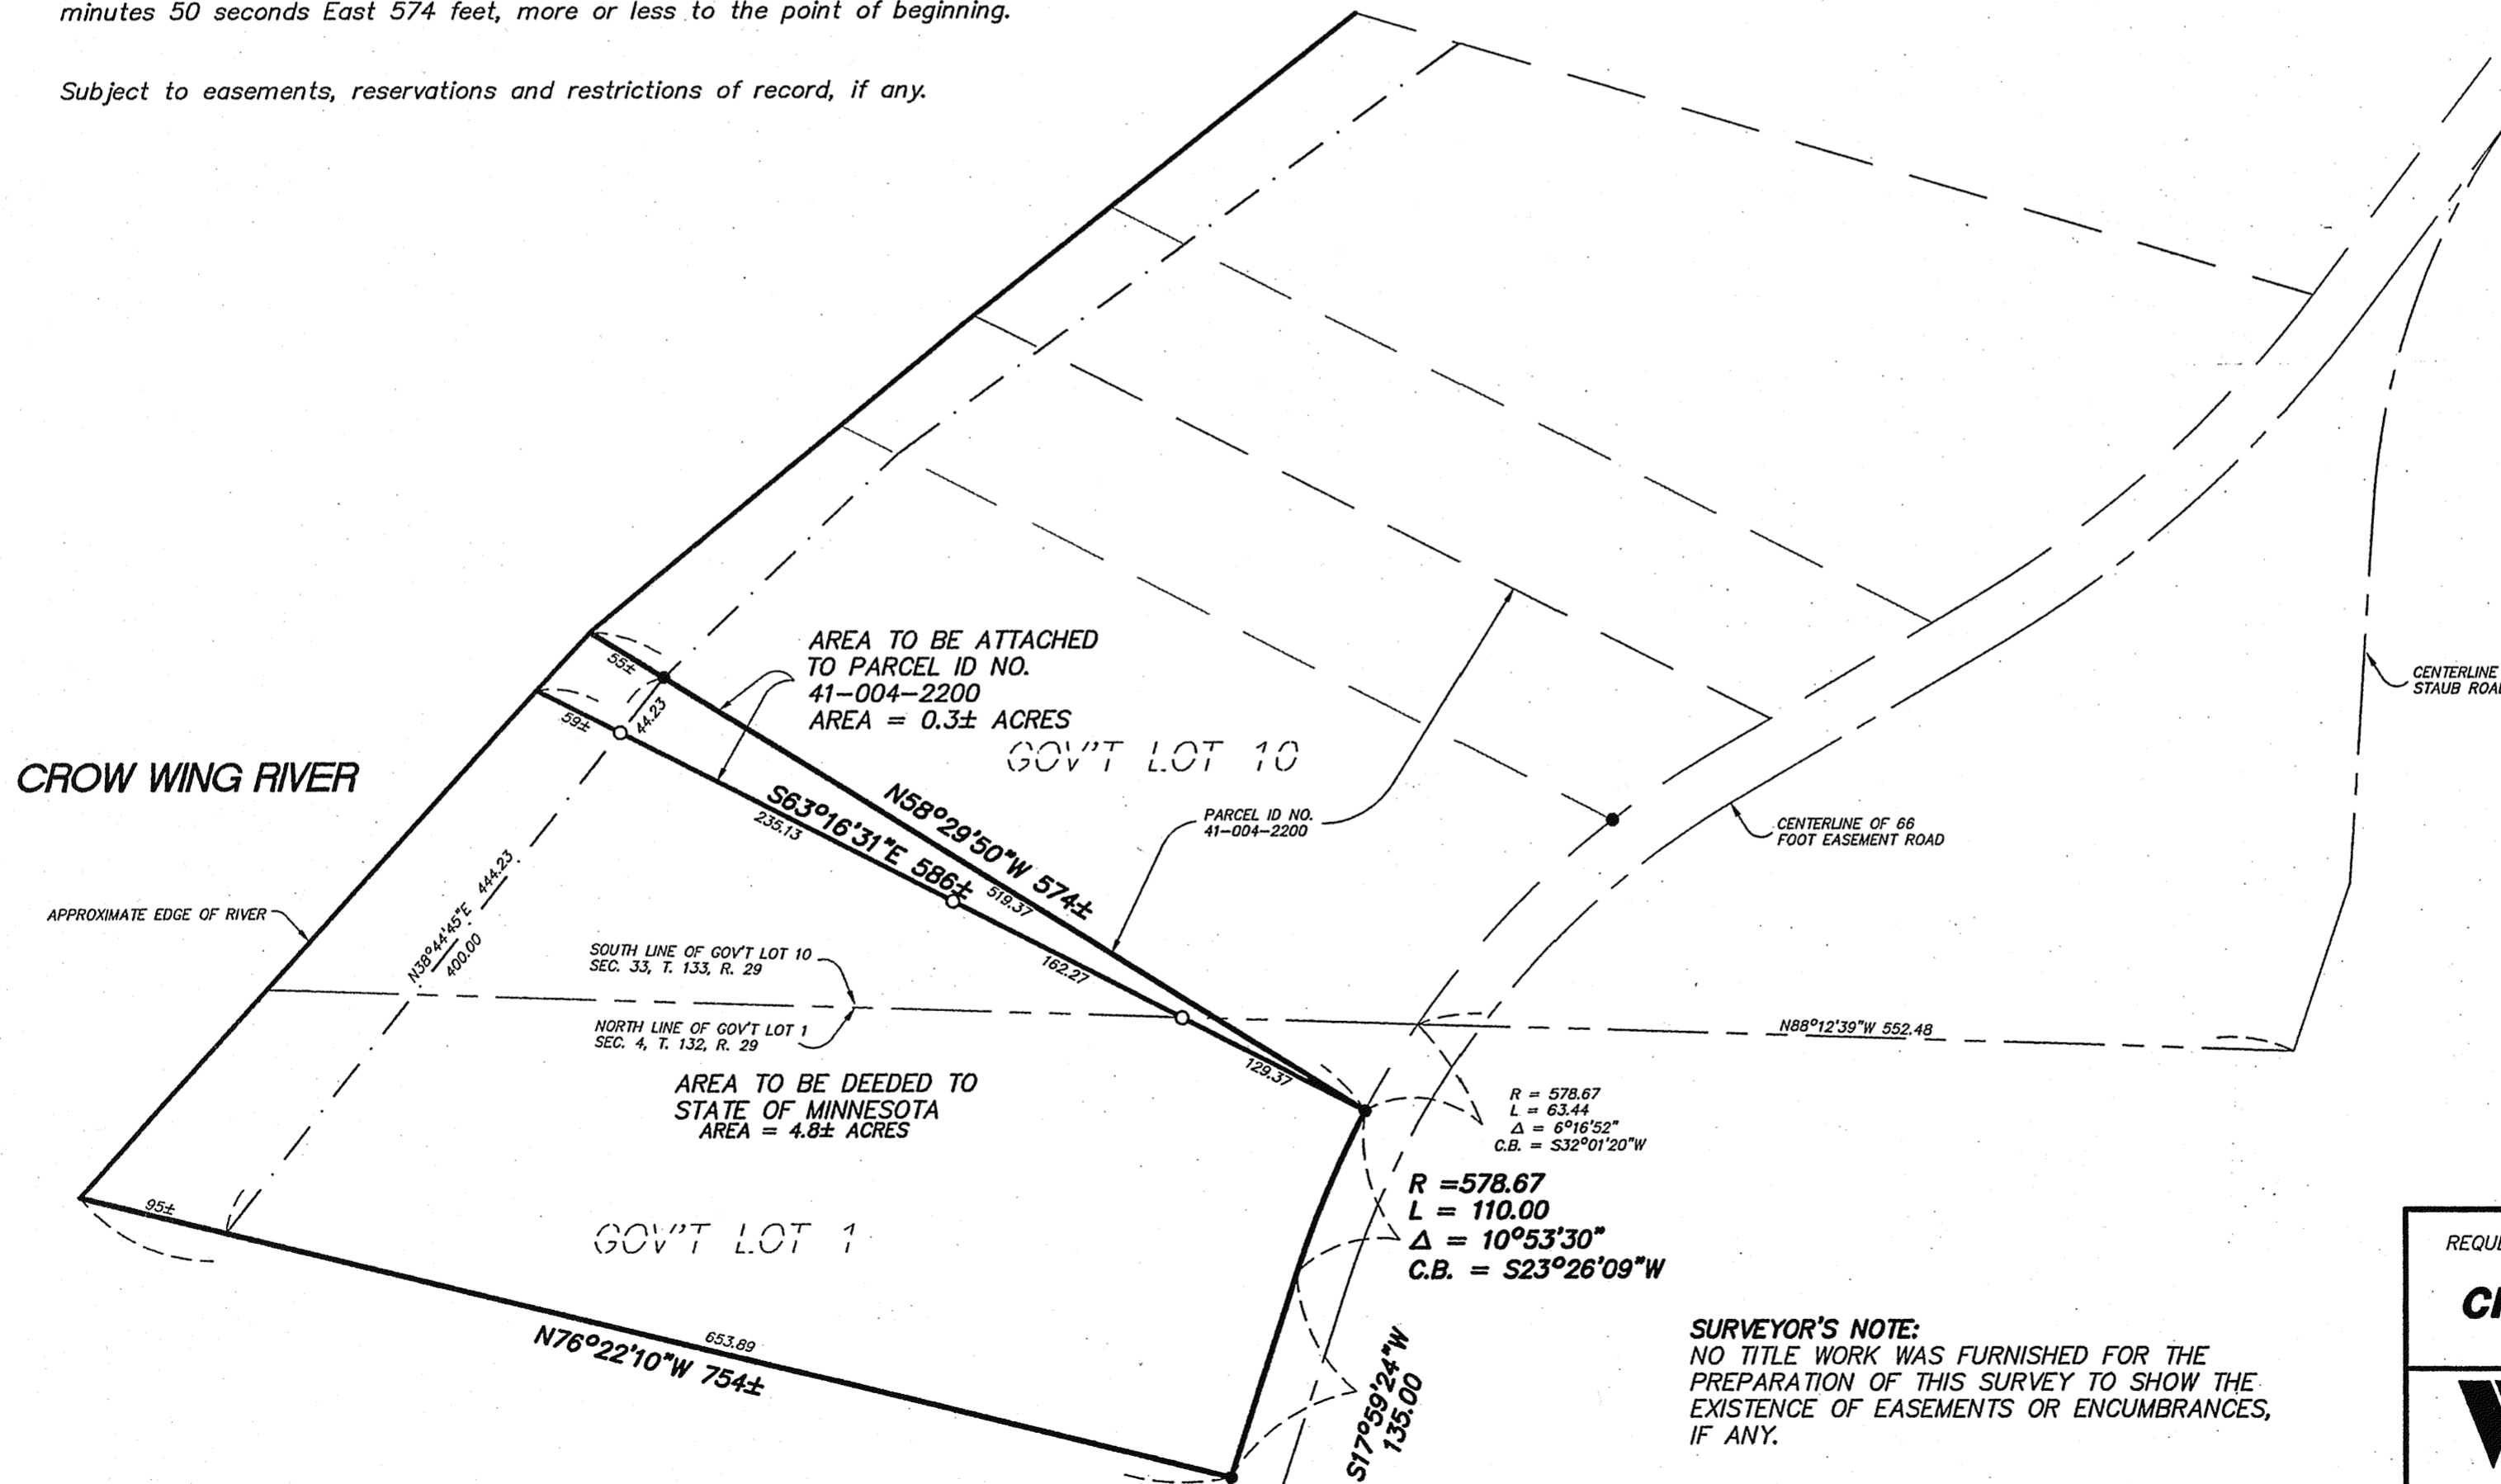 minutes 50 seconds East 574 feet, more or less to the point of beginning.
Subject to easements, reservations and restrictions of record, if any.
AREA TO BE ATTACHED
TO PARCEL ID NO.
41-004-2200
AREA = 0.3± ACRES
55±
59±
44.23
GOV'T LOT 10
CROW WING RIVER
N58°29'50"W 574±
519.37
S63°16'31"E 586±
235.13
162.27
129.37
PARCEL ID NO.
41-004-2200
CENTERLINE OF 66
FOOT EASEMENT ROAD
CENTERLINE
STAUB ROA
APPROXIMATE EDGE OF RIVER
N38°44'45"E 444.23
400.00
SOUTH LINE OF GOV'T LOT 10
SEC. 33, T. 133, R. 29
NORTH LINE OF GOV'T LOT 1
SEC. 4, T. 132, R. 29
N88°12'39"W 552.48
AREA TO BE DEEDED TO
STATE OF MINNESOTA
AREA = 4.8± ACRES
R = 578.67
L = 63.44
Δ = 6°16'52"
C.B. = S32°01'20"W
R =578.67
L = 110.00
Δ = 10°53'30"
C.B. = S23°26'09"W
95±
GOV'T LOT 1
653.89
N76°22'10"W 754±
S17°59'24"W
135.00
SURVEYOR'S NOTE:
NO TITLE WORK WAS FURNISHED FOR THE
PREPARATION OF THIS SURVEY TO SHOW THE
EXISTENCE OF EASEMENTS OR ENCUMBRANCES,
IF ANY.
REQU